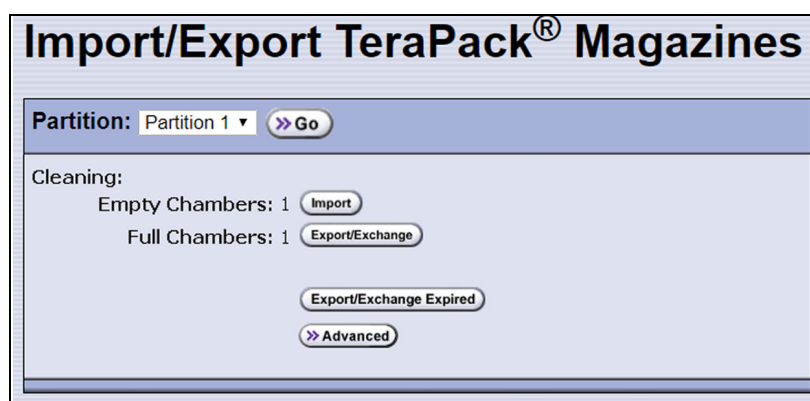 Import/Export TeraPack® Magazines
Partition: Partition 1 Go
Cleaning:
Empty Chambers: 1 Import
Full Chambers: 1 Export/Exchange
Export/Exchange Expired
Advanced